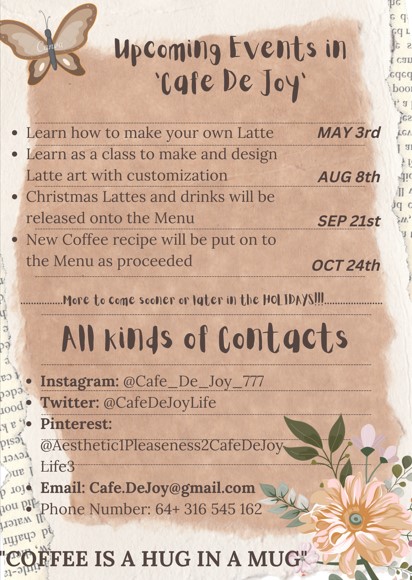 Upcoming Events in
'Cafe De Joy'
Learn how to make your own Latte
MAY 3rd
Learn as a class to make and design
Latte art with customization
AUG 8th
Christmas Lattes and drinks will be
released onto the Menu
SEP 21st
New Coffee recipe will be put on to
the Menu as proceeded
OCT 24th
More to come sooner or later in the HOLIDAYS!!!
All kinds of Contacts
Instagram: @Cafe_De_Joy_777
Twitter: @CafeDeJoyLife
Pinterest:
@Aesthetic1Pleaseness2CafeDeJoy
Life3
Email: Cafe.DeJoy@gmail.com
Phone Number: 64+ 316 545 162
"COFFEE IS A HUG IN A MUG"